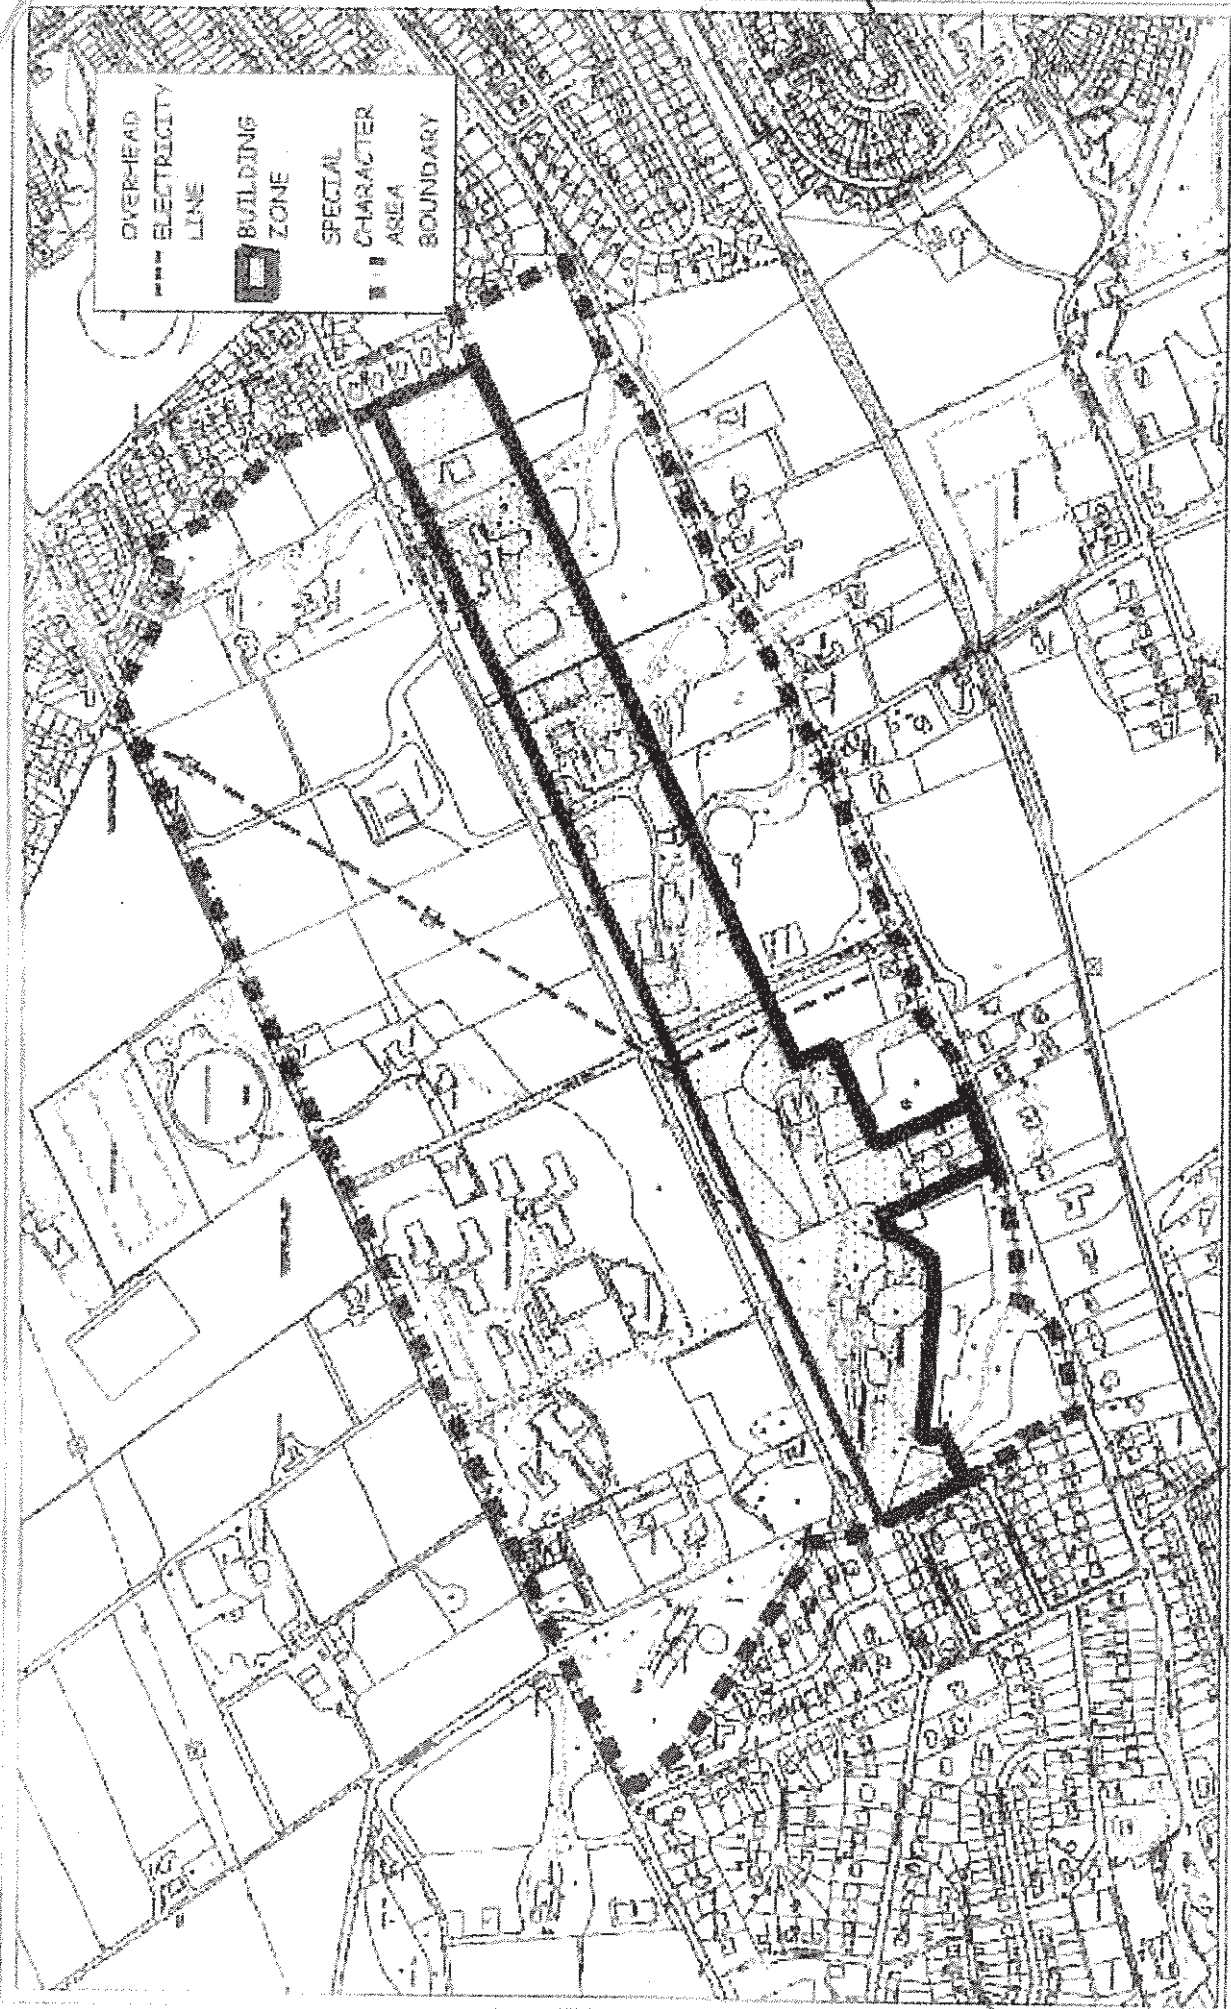 OVERHEAD
ELECTRICITY
LINE
BUILDING
ZONE
SPECIAL
CHARACTER
AREA
BOUNDARY